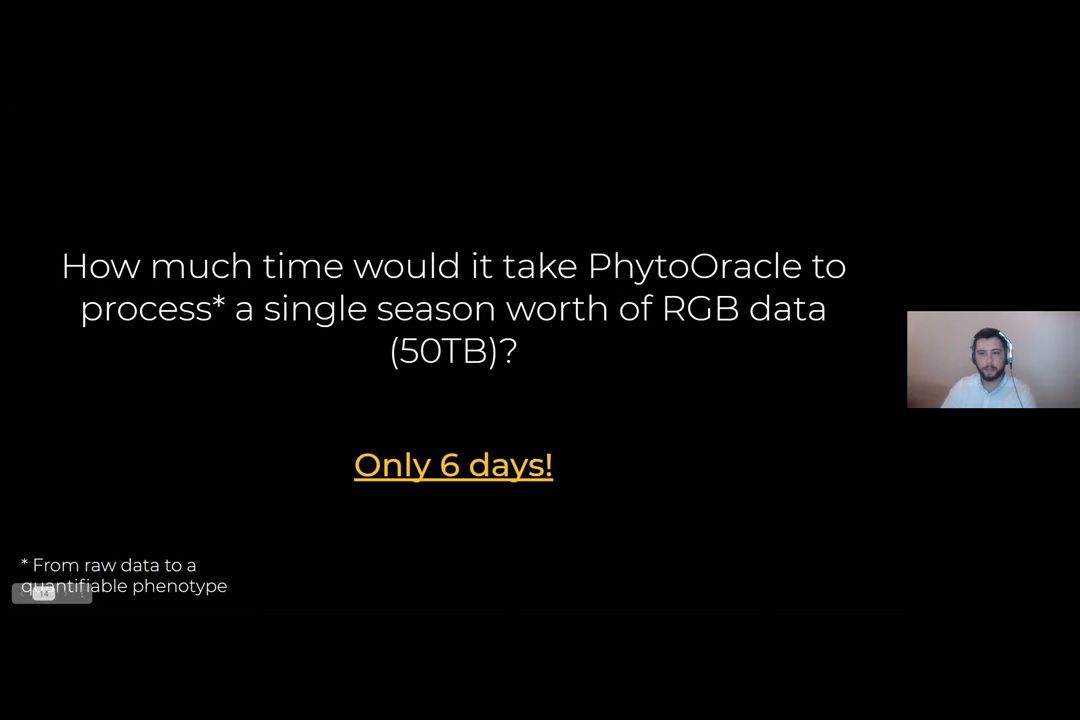 How much time would it take PhytoOracle to
process* a single season worth of RGB data
(50TB)?
Only 6 days!
* From raw data to a
quantifiable phenotype
14